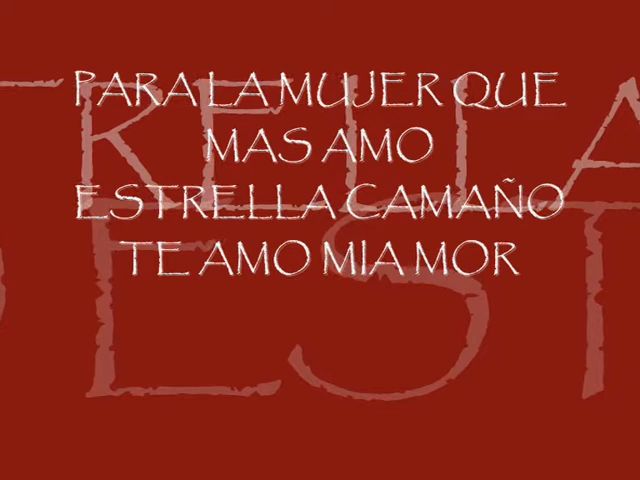 PARA LA MUJER QUE
MAS AMO
ESTRELLA CAMAÑO
TE AMO MIA MOR